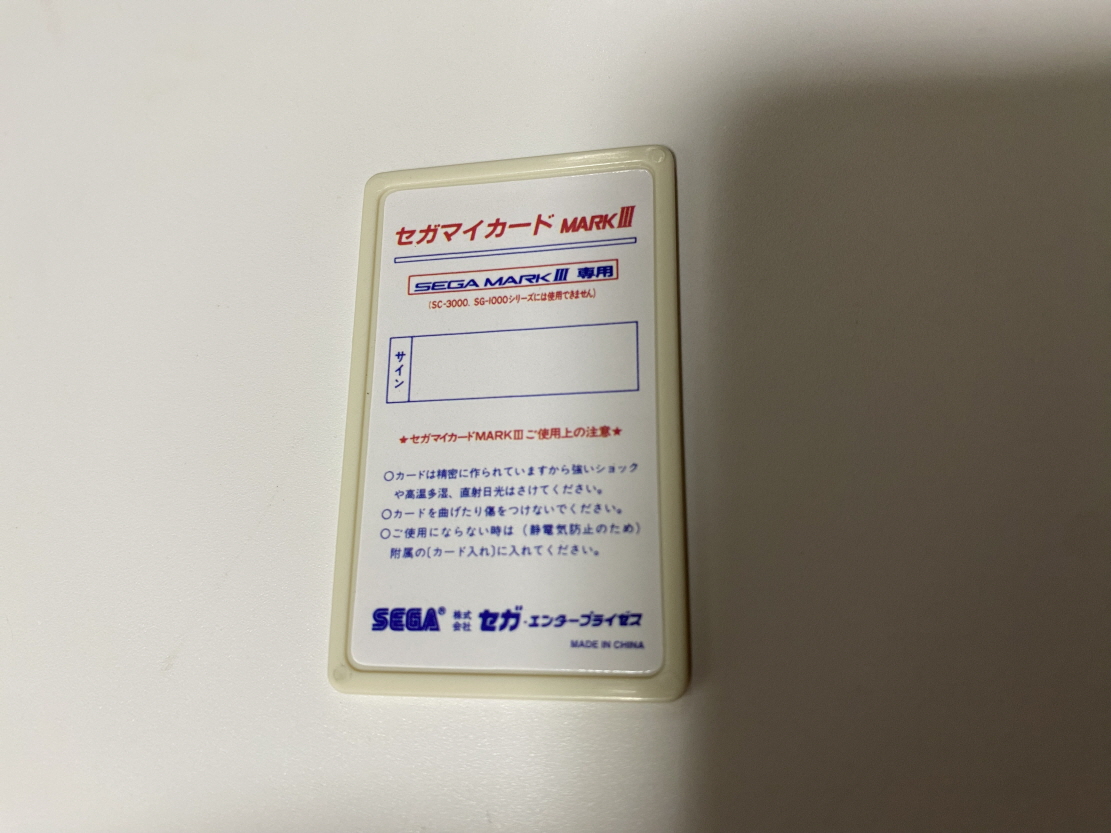 セガマイカード MARK III
SEGA MARK III 専用
(SC-3000, SG-1000シリーズには使用できません)
サイン
★セガマイカードMARK III ご使用上の注意★
○カードは精密に作られていますから強いショック
や高温多湿、直射日光はさけてください。
○カードを曲げたり傷をつけないでください。
○ご使用にならない時は(静電気防止のため)
附属の[カード入れ]に入れてください。
SEGA® 株式会社 セガ・エンタープライゼス
MADE IN CHINA